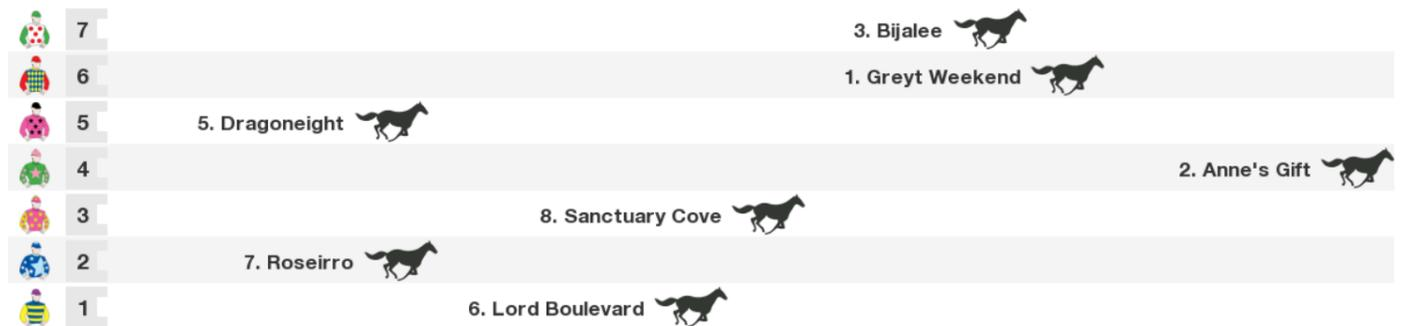 7 3. Bijalee
6 1. Greyt Weekend
5 5. Dragoneight
4 2. Anne's Gift
3 8. Sanctuary Cove
2 7. Roseirro
1 6. Lord Boulevard